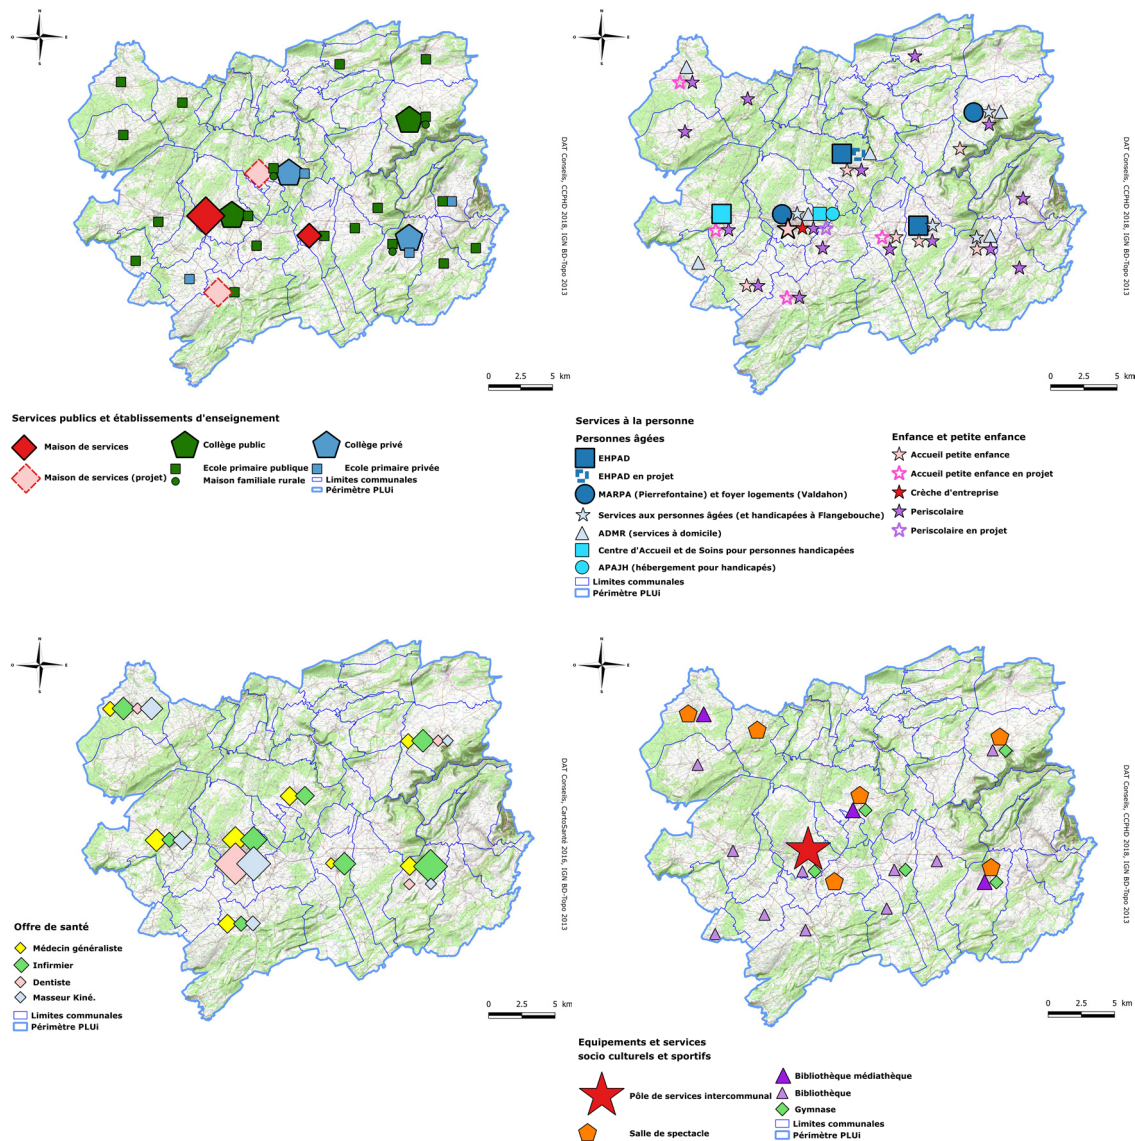 N
O E
S
DAT Conseils, CCPHD 2018, IGN BD-Topo 2013
0 2.5 5 km
Services publics et établissements d'enseignement
Maison de services
Collège public
Collège privé
Maison de services (projet)
Ecole primaire publique
Ecole primaire privée
Maison familiale rurale
Limites communales
Périmètre PLUi
N
O E
S
DAT Conseils, CCPHD 2018, IGN BD-Topo 2013
0 2.5 5 km
Services à la personne
Personnes âgées
EHPAD
EHPAD en projet
MARPA (Pierrefontaine) et foyer logements (Valdahon)
Services aux personnes âgées (et handicapées à Flangebouche)
ADMR (services à domicile)
Centre d'Accueil et de Soins pour personnes handicapées
APAJH (hébergement pour handicapés)
Limites communales
Périmètre PLUi
Enfance et petite enfance
Accueil petite enfance
Accueil petite enfance en projet
Crèche d'entreprise
Periscolaire
Periscolaire en projet
N
O E
S
DAT Conseils, CartoSanté 2016, IGN BD-Topo 2013
0 2.5 5 km
Offre de santé
Médecin généraliste
Infirmier
Dentiste
Masseur Kiné.
Limites communales
Périmètre PLUi
N
O E
S
DAT Conseils, CCPHD 2018, IGN BD-Topo 2013
0 2.5 5 km
Equipements et services
socio culturels et sportifs
Pôle de services intercommunal
Salle de spectacle
Bibliothèque médiathèque
Bibliothèque
Gymnase
Limites communales
Périmètre PLUi